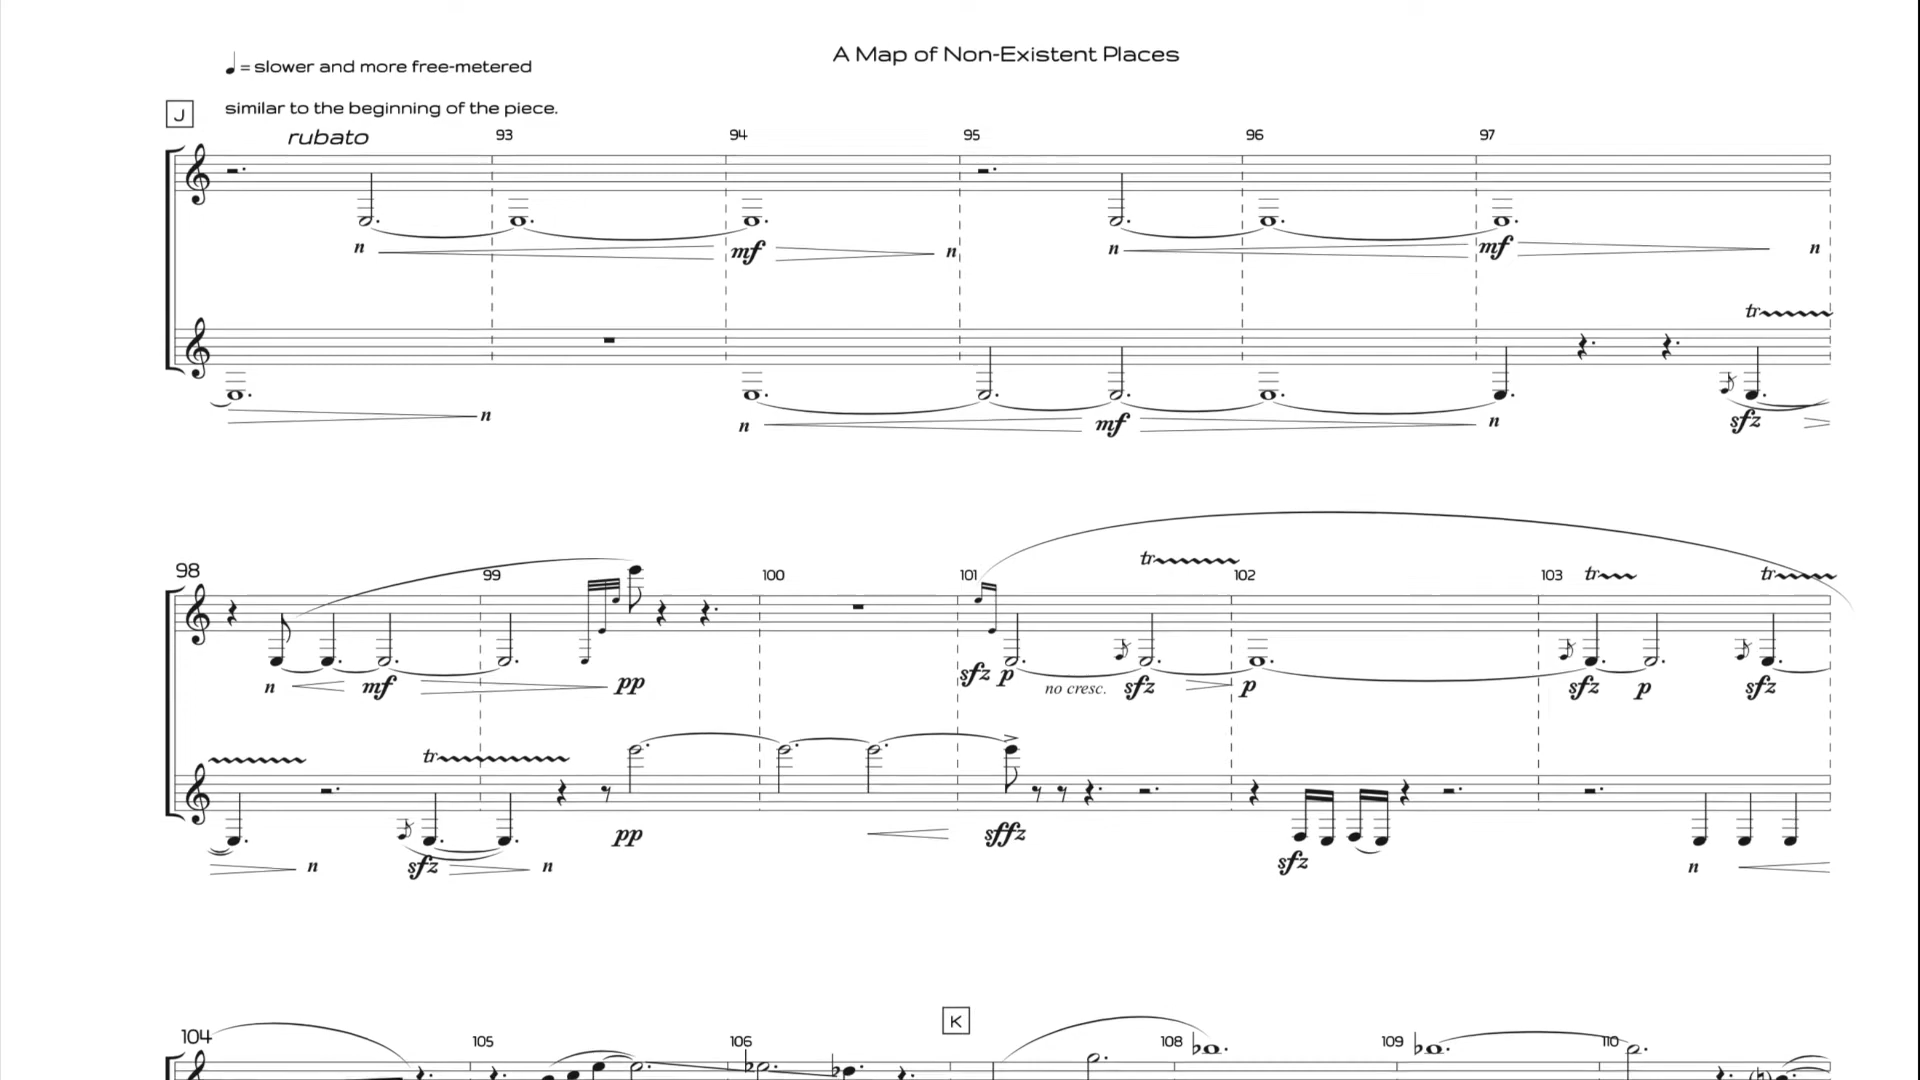 A Map of Non-Existent Places
= slower and more free-metered
J
similar to the beginning of the piece.
rubato
93 94 95 96 97
n mf n n mf n
tr
n n mf n sfz
98 99 100 101 102 103
tr tr tr
n mf pp sfz p no cresc. sfz p sfz p sfz
tr
n sfz n pp sffz sfz n
K
104 105 106 108 109 110